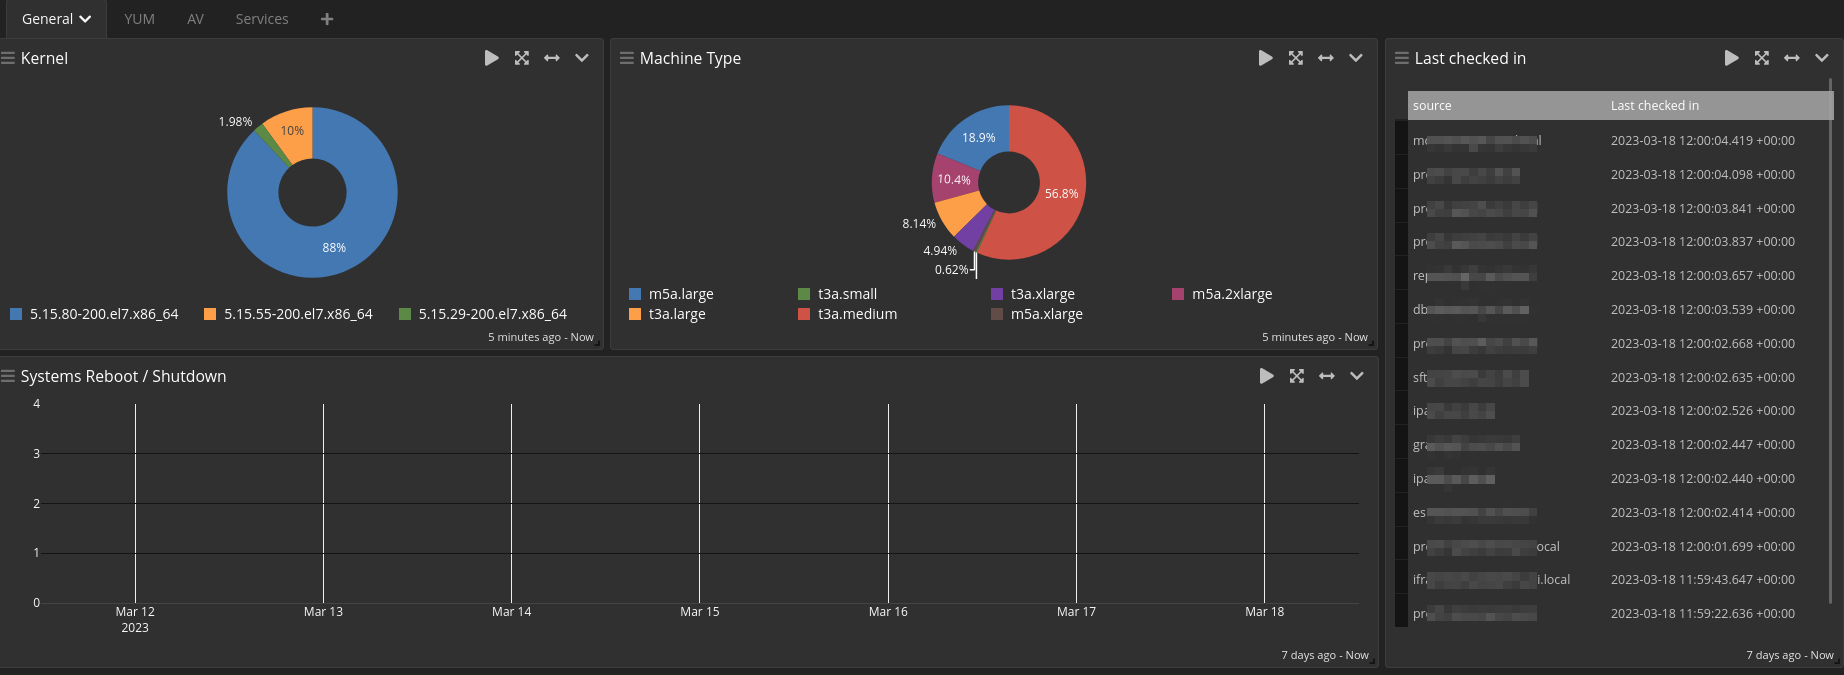 General YUM AV Services
Kernel
1.98%
10%
88%
5.15.80-200.el7.x86_64 5.15.55-200.el7.x86_64 5.15.29-200.el7.x86_64
5 minutes ago - Now
Machine Type
18.9%
10.4%
56.8%
8.14%
4.94%
0.62%
m5a.large t3a.small t3a.xlarge m5a.2xlarge
t3a.large t3a.medium m5a.xlarge
5 minutes ago - Now
Systems Reboot / Shutdown
4
3
2
1
0
Mar 12 Mar 13 Mar 14 Mar 15 Mar 16 Mar 17 Mar 18
2023
7 days ago - Now
Last checked in
source Last checked in
2023-03-18 12:00:04.419 +00:00
2023-03-18 12:00:04.098 +00:00
2023-03-18 12:00:03.841 +00:00
2023-03-18 12:00:03.837 +00:00
2023-03-18 12:00:03.657 +00:00
2023-03-18 12:00:03.539 +00:00
2023-03-18 12:00:02.668 +00:00
2023-03-18 12:00:02.635 +00:00
2023-03-18 12:00:02.526 +00:00
2023-03-18 12:00:02.447 +00:00
2023-03-18 12:00:02.440 +00:00
2023-03-18 12:00:02.414 +00:00
2023-03-18 12:00:01.699 +00:00
2023-03-18 11:59:43.647 +00:00
2023-03-18 11:59:22.636 +00:00
7 days ago - Now